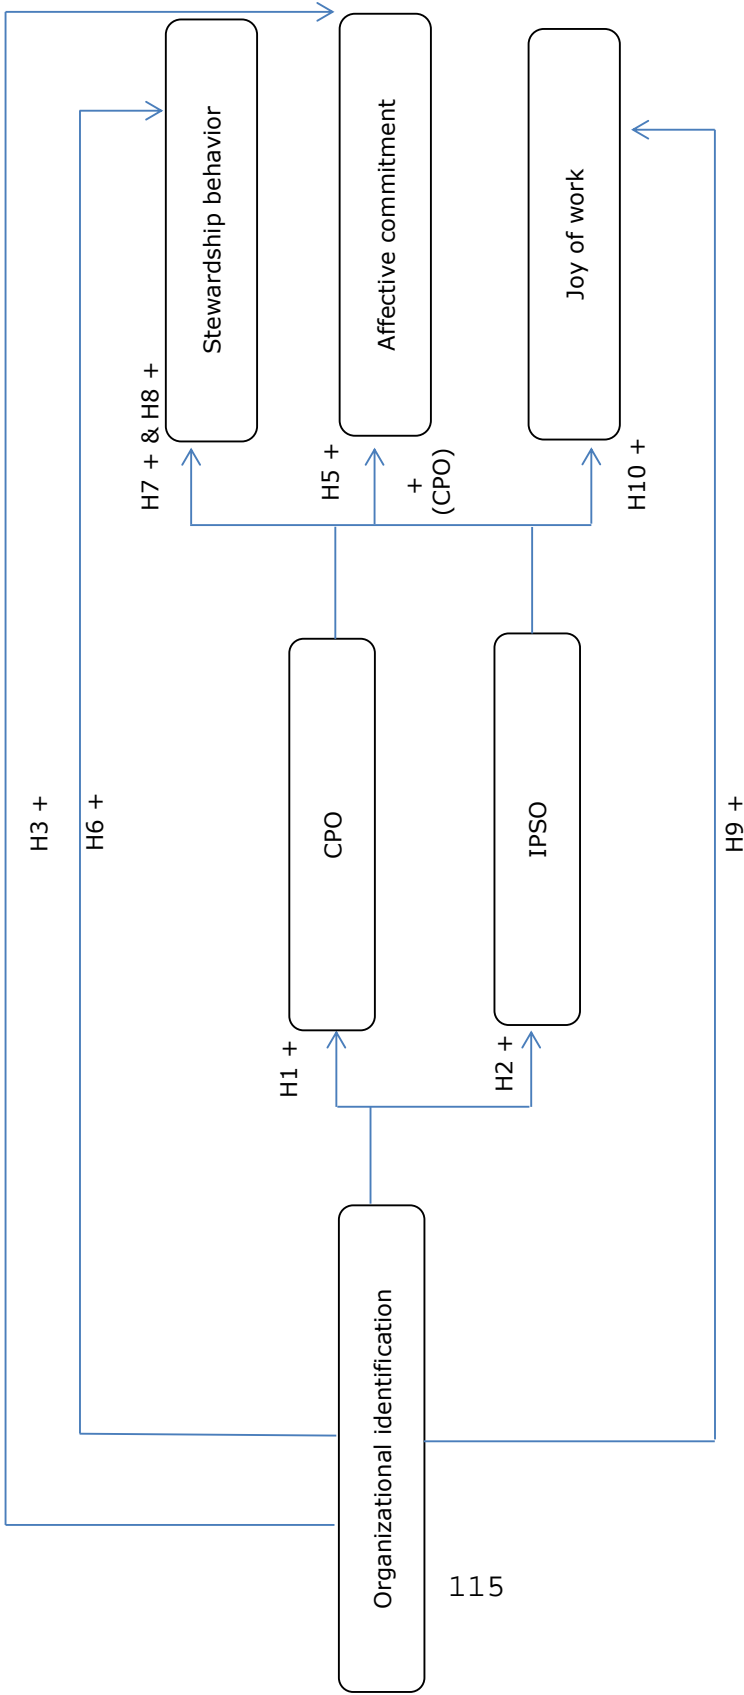 H3 +
H6 +
Stewardship behavior
H7 + & H8 +
Affective commitment
H5 +
+
(CPO)
Joy of work
H10 +
CPO
H1 +
IPSO
H2 +
Organizational identification
H9 +
115